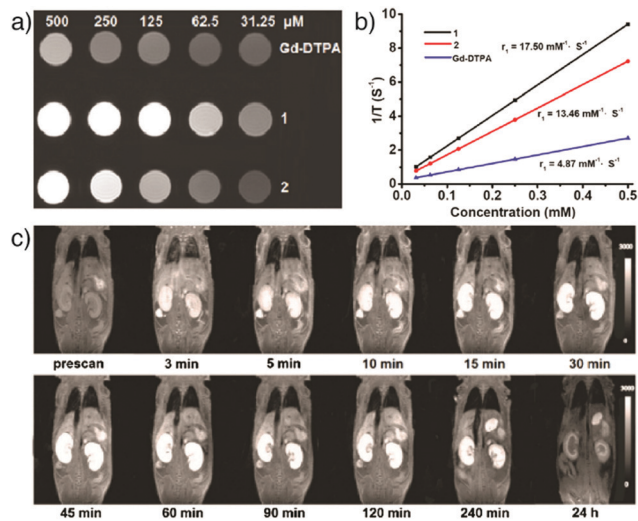 a)
500 250 125 62.5 31.25 μM
Gd-DTPA
1
2
b)
1/T (S⁻¹)
10
8
6
4
2
0
1
2
Gd-DTPA
r₁ = 17.50 mM⁻¹· S⁻¹
r₁ = 13.46 mM⁻¹· S⁻¹
r₁ = 4.87 mM⁻¹· S⁻¹
0.0 0.1 0.2 0.3 0.4 0.5
Concentration (mM)
c)
3000
0
prescan 3 min 5 min 10 min 15 min 30 min
3000
0
45 min 60 min 90 min 120 min 240 min 24 h